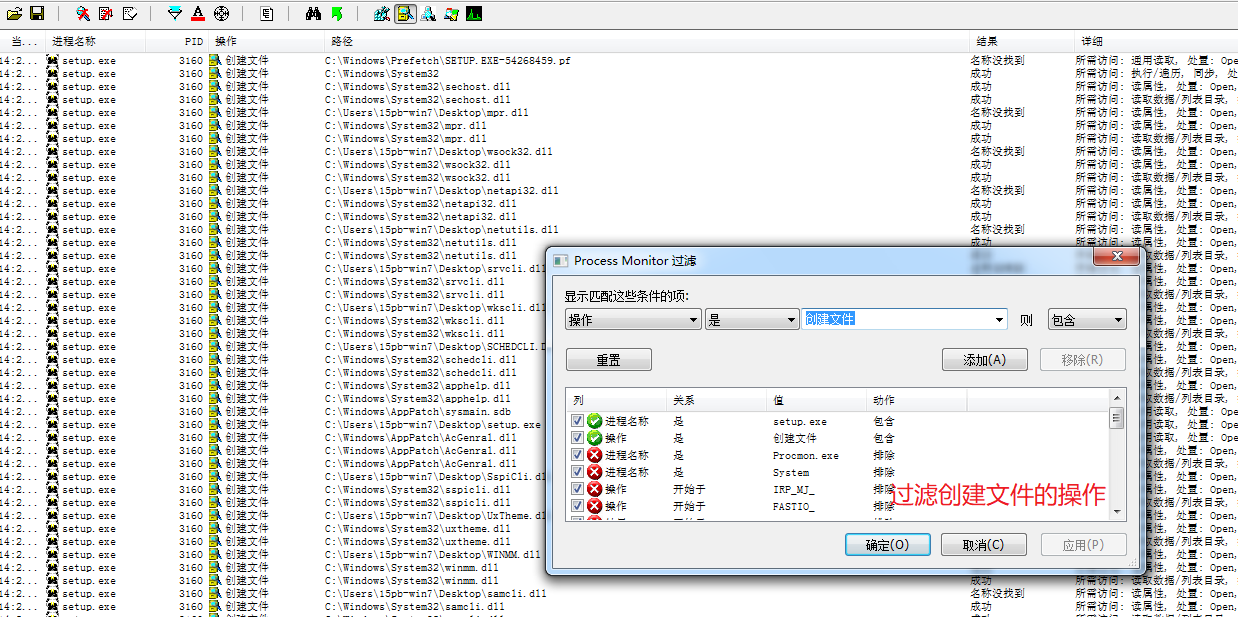 当... 进程名称 PID 操作 路径 结果 详细
14:2... setup.exe 3160 创建文件 C:\Windows\Prefetch\SETUP.EXE-54268459.pf 名称没找到 所需访问: 通用读取, 处置: Ope
14:2... setup.exe 3160 创建文件 C:\Windows\System32 成功 所需访问: 执行/遍历, 同步, 处
14:2... setup.exe 3160 创建文件 C:\Windows\System32\sechost.dll 成功 所需访问: 读属性, 处置: Open,
14:2... setup.exe 3160 创建文件 C:\Windows\System32\sechost.dll 成功 所需访问: 读取数据/列表目录,
14:2... setup.exe 3160 创建文件 C:\Users\15pb-win7\Desktop\mpr.dll 名称没找到 所需访问: 读属性, 处置: Open,
14:2... setup.exe 3160 创建文件 C:\Windows\System32\mpr.dll 成功 所需访问: 读属性, 处置: Open,
14:2... setup.exe 3160 创建文件 C:\Windows\System32\mpr.dll 成功 所需访问: 读取数据/列表目录,
14:2... setup.exe 3160 创建文件 C:\Users\15pb-win7\Desktop\wsock32.dll 名称没找到 所需访问: 读属性, 处置: Open,
14:2... setup.exe 3160 创建文件 C:\Windows\System32\wsock32.dll 成功 所需访问: 读属性, 处置: Open,
14:2... setup.exe 3160 创建文件 C:\Windows\System32\wsock32.dll 成功 所需访问: 读取数据/列表目录,
14:2... setup.exe 3160 创建文件 C:\Users\15pb-win7\Desktop\netapi32.dll 名称没找到 所需访问: 读属性, 处置: Open,
14:2... setup.exe 3160 创建文件 C:\Windows\System32\netapi32.dll 成功 所需访问: 读属性, 处置: Open,
14:2... setup.exe 3160 创建文件 C:\Windows\System32\netapi32.dll 成功 所需访问: 读取数据/列表目录,
14:2... setup.exe 3160 创建文件 C:\Users\15pb-win7\Desktop\netutils.dll 名称没找到 所需访问: 读属性, 处置: Open,
14:2... setup.exe 3160 创建文件 C:\Windows\System32\netutils.dll 成功 所需访问: 读属性, 处置: Open,
14:2... setup.exe 3160 创建文件 C:\Windows\System32\netutils.dll
14:2... setup.exe 3160 创建文件 C:\Users\15pb-win7\Desktop\srvcli.dll
14:2... setup.exe 3160 创建文件 C:\Windows\System32\srvcli.dll
14:2... setup.exe 3160 创建文件 C:\Windows\System32\srvcli.dll
14:2... setup.exe 3160 创建文件 C:\Users\15pb-win7\Desktop\wkscli.dll
14:2... setup.exe 3160 创建文件 C:\Windows\System32\wkscli.dll
14:2... setup.exe 3160 创建文件 C:\Windows\System32\wkscli.dll
14:2... setup.exe 3160 创建文件 C:\Users\15pb-win7\Desktop\SCHEDCLI.D
14:2... setup.exe 3160 创建文件 C:\Windows\System32\schedcli.dll
14:2... setup.exe 3160 创建文件 C:\Windows\System32\schedcli.dll
14:2... setup.exe 3160 创建文件 C:\Windows\System32\apphelp.dll
14:2... setup.exe 3160 创建文件 C:\Windows\System32\apphelp.dll
14:2... setup.exe 3160 创建文件 C:\Windows\AppPatch\sysmain.sdb
14:2... setup.exe 3160 创建文件 C:\Users\15pb-win7\Desktop\setup.exe
14:2... setup.exe 3160 创建文件 C:\Windows\AppPatch\AcGenral.dll
14:2... setup.exe 3160 创建文件 C:\Windows\AppPatch\AcGenral.dll
14:2... setup.exe 3160 创建文件 C:\Windows\AppPatch\AcGenral.dll
14:2... setup.exe 3160 创建文件 C:\Users\15pb-win7\Desktop\SspiCli.dl
14:2... setup.exe 3160 创建文件 C:\Windows\System32\sspicli.dll
14:2... setup.exe 3160 创建文件 C:\Windows\System32\sspicli.dll
14:2... setup.exe 3160 创建文件 C:\Users\15pb-win7\Desktop\UxTheme.dl
14:2... setup.exe 3160 创建文件 C:\Windows\System32\uxtheme.dll
14:2... setup.exe 3160 创建文件 C:\Windows\System32\uxtheme.dll
14:2... setup.exe 3160 创建文件 C:\Users\15pb-win7\Desktop\WINMM.dll
14:2... setup.exe 3160 创建文件 C:\Windows\System32\winmm.dll
14:2... setup.exe 3160 创建文件 C:\Windows\System32\winmm.dll 成功 所需访问: 读取数据/列表目录,
14:2... setup.exe 3160 创建文件 C:\Users\15pb-win7\Desktop\samcli.dll 名称没找到 所需访问: 读属性, 处置: Open,
14:2... setup.exe 3160 创建文件 C:\Windows\System32\samcli.dll 成功 所需访问: 读属性, 处置: Open,
Process Monitor 过滤
显示匹配这些条件的项:
操作 是 创建文件 则 包含
重置 添加(A) 移除(R)
列 关系 值 动作
进程名称 是 setup.exe 包含
操作 是 创建文件 包含
进程名称 是 Procmon.exe 排除
进程名称 是 System 排除
操作 开始于 IRP_MJ_ 排除
操作 开始于 FASTIO_ 排除
过滤创建文件的操作
确定(O) 取消(C) 应用(P)